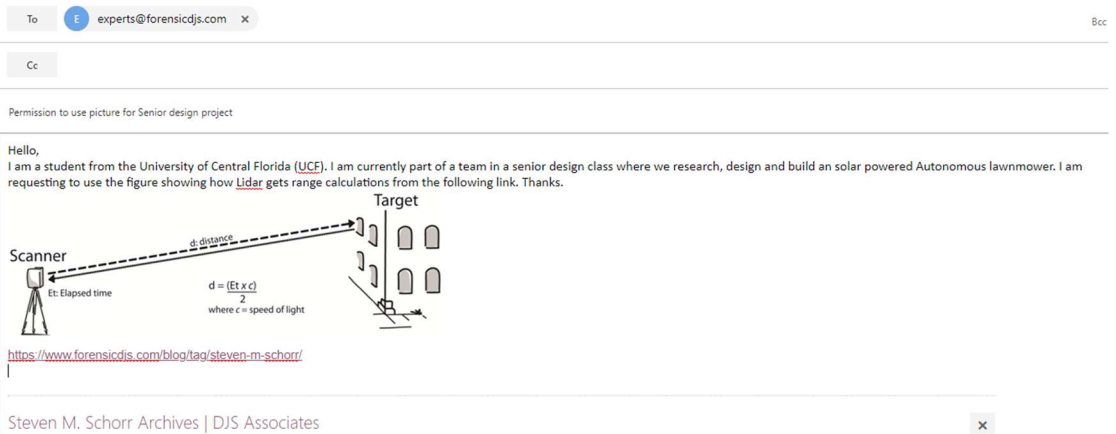 To
E experts@forensicdjs.com ×
Bcc
Cc
Permission to use picture for Senior design project
Hello,
I am a student from the University of Central Florida (UCF). I am currently part of a team in a senior design class where we research, design and build an solar powered Autonomous lawnmower. I am
requesting to use the figure showing how Lidar gets range calculations from the following link. Thanks.
Target
d: distance
Scanner
Et: Elapsed time
d = (Et x c)
2
where c = speed of light
https://www.forensicdjs.com/blog/tag/steven-m-schorr/
Steven M. Schorr Archives | DJS Associates
×